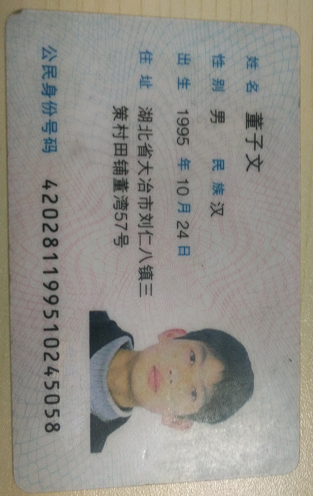 姓名 董子文
性别 男 民族 汉
出生 1995 年 10 月 24 日
住址 湖北省大冶市刘仁八镇三
策村田铺董湾57号
公民身份号码 420281199510245058